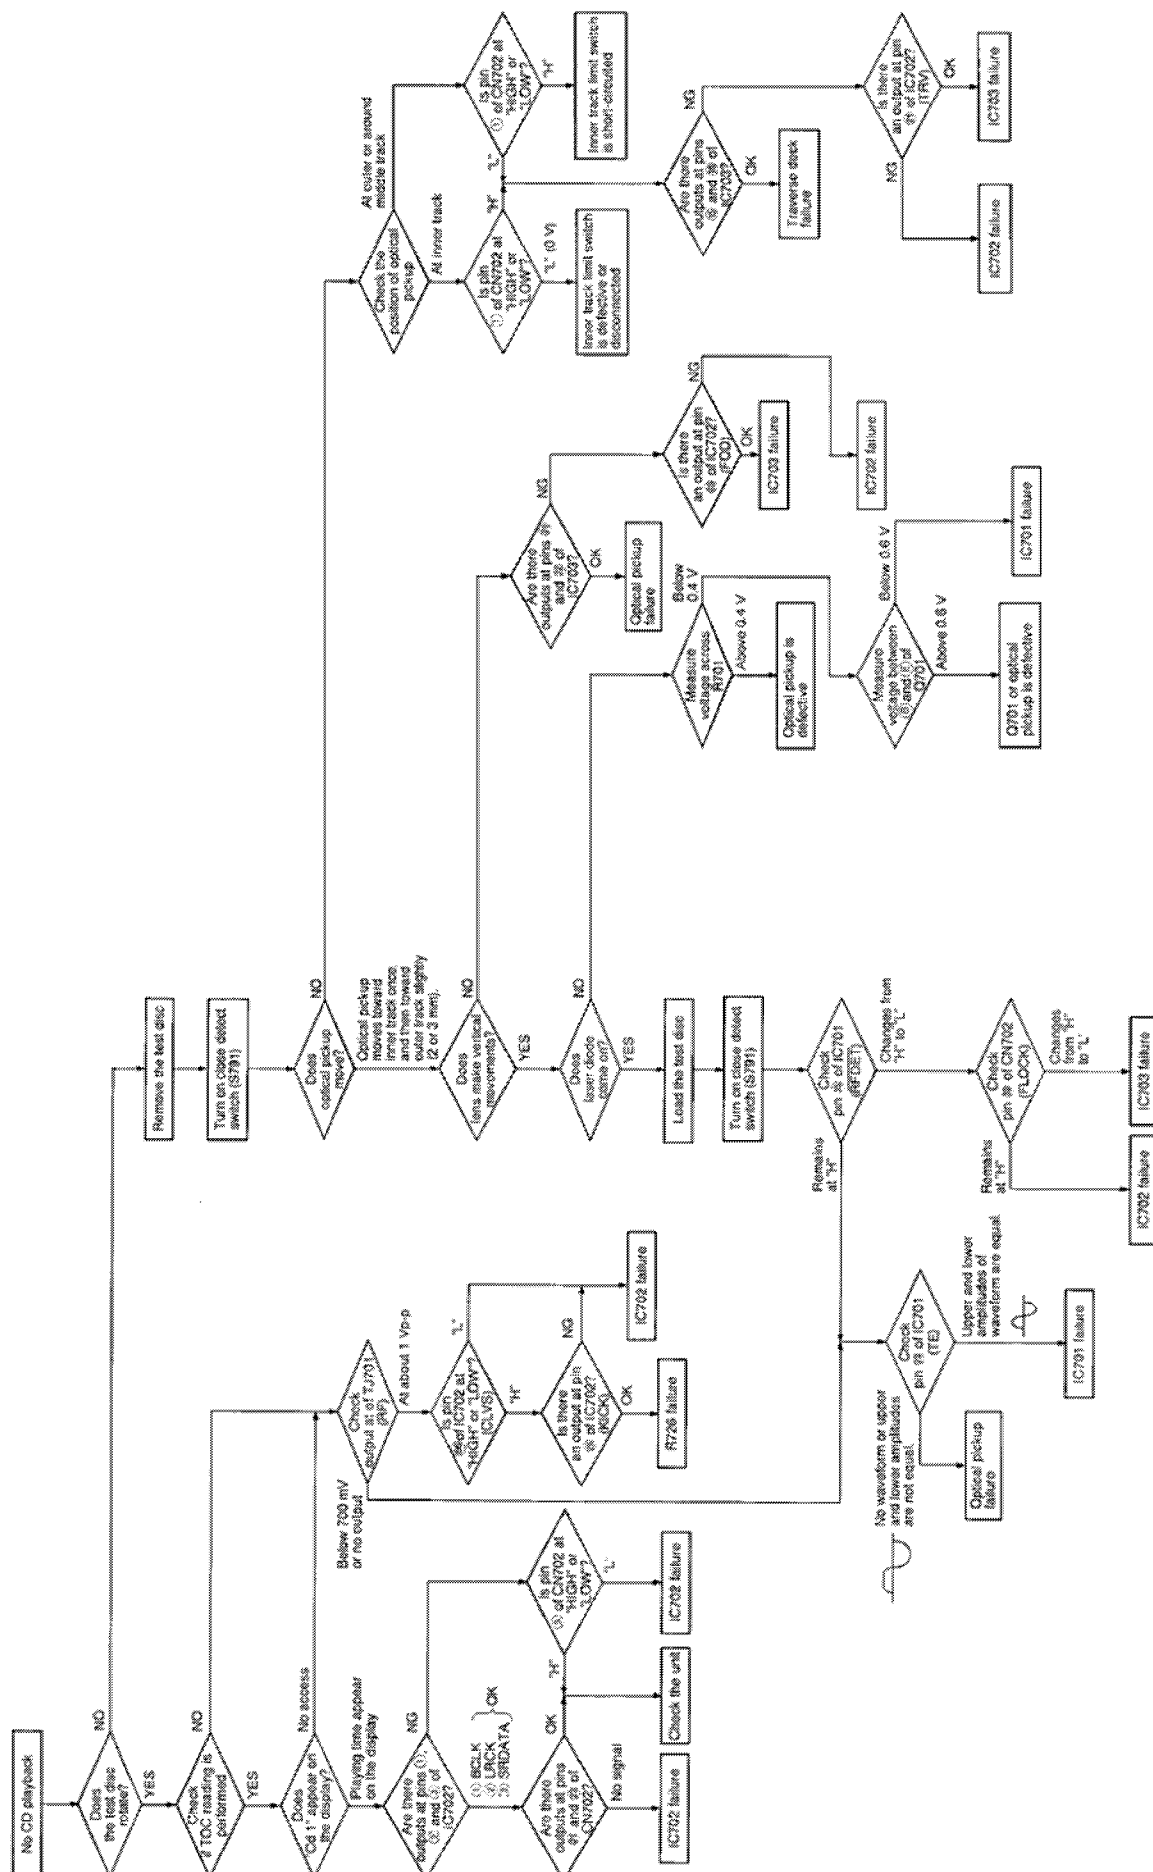 No CD playback
Does
the test disc
rotate?
NO
YES
Check
if TOC reading is
performed
NO
YES
Does
"Cd 1" appear on
the display?
No access
Playing time appear
on the display
Are there
outputs at pins ①,
② and ③ of
IC702?
NG
① BCLK
② LRCK
③ SRDATA
OK
Are there
outputs at pins
and
of
CN702?
OK
No signal
IC702 failure
Check the unit
Is pin
of CN702 at
"HIGH" or
"LOW"?
"H"
"L"
IC702 failure
Check
output at of TJ701
(RF)
Below 700 mV
or no output
At about 1 Vp-p
Is pin
of IC702 at
"HIGH" or "LOW"?
(CLVS)
"L"
"H"
Is there
an output at pin
of IC702?
(KICK)
NG
OK
R726 failure
IC702 failure
Remove the test disc
Turn on close detect
switch (S791)
Does
optical pickup
move?
NO
Optical pickup
moves toward
inner track once
and then toward
outer track slightly
(2 or 3 mm).
Does
lens make vertical
movements?
NO
YES
Does
laser diode
come on?
NO
YES
Load the test disc
Turn on close detect
switch (S791)
Check
pin
of IC701
(RFDET)
Remains
at "H"
Changes from
"H" to "L"
Check
pin
of CN702
(FLOCK)
Remains
at "H"
Changes
from "H"
to "L"
IC702 failure
IC703 failure
Check
pin
of IC701
(TE)
No waveform or upper
and lower amplitudes
are not equal.
Upper and lower
amplitudes of
waveform are equal.
Optical pickup
failure
IC701 failure
Check the
position of optical
pickup
At outer or around
middle track
At inner track
Is pin
① of CN702 at
"HIGH" or
"LOW"?
"H"
"L" (0 V)
Inner track limit switch
is defective or
disconnected
Is pin
① of CN702 at
"HIGH" or
"LOW"?
"L"
"H"
Inner track limit switch
is short-circuited
Are there
outputs at pins
and
of
IC703?
NG
OK
Traverse deck
failure
Is there
an output at pin
of IC702?
(TRV)
NG
OK
IC702 failure
IC703 failure
Are there
outputs at pins
and
of
IC703?
NG
OK
Optical pickup
failure
Is there
an output at pin
of IC702?
(FOD)
NG
OK
IC703 failure
IC702 failure
Measure
voltage across
R701
Below
0.4 V
Above 0.4 V
Optical pickup is
defective
Measure
voltage between
Ⓑ and Ⓔ of
Q701
Below 0.6 V
Above 0.6 V
Q701 or optical
pickup is defective
IC701 failure